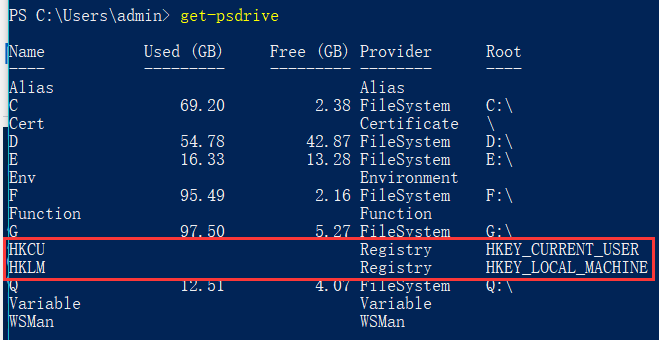 PS C:\Users\admin> get-psdrive
Name Used (GB) Free (GB) Provider Root
---- --------- --------- -------- ----
Alias Alias
C 69.20 2.38 FileSystem C:\
Cert Certificate \
D 54.78 42.87 FileSystem D:\
E 16.33 13.28 FileSystem E:\
Env Environment
F 95.49 2.16 FileSystem F:\
Function Function
G 97.50 5.27 FileSystem G:\
HKCU Registry HKEY_CURRENT_USER
HKLM Registry HKEY_LOCAL_MACHINE
Q 12.51 4.07 FileSystem Q:\
Variable Variable
WSMan WSMan